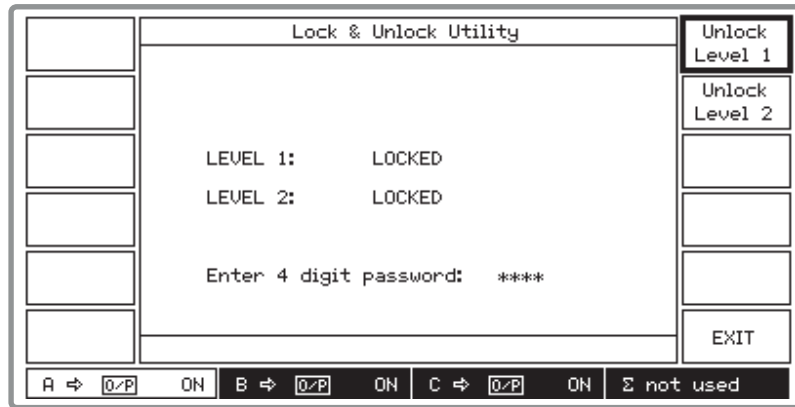 Lock & Unlock Utility
Unlock
Level 1
Unlock
Level 2
LEVEL 1: LOCKED
LEVEL 2: LOCKED
Enter 4 digit password: ****
EXIT
A ⇨ O/P ON B ⇨ O/P ON C ⇨ O/P ON Σ not used